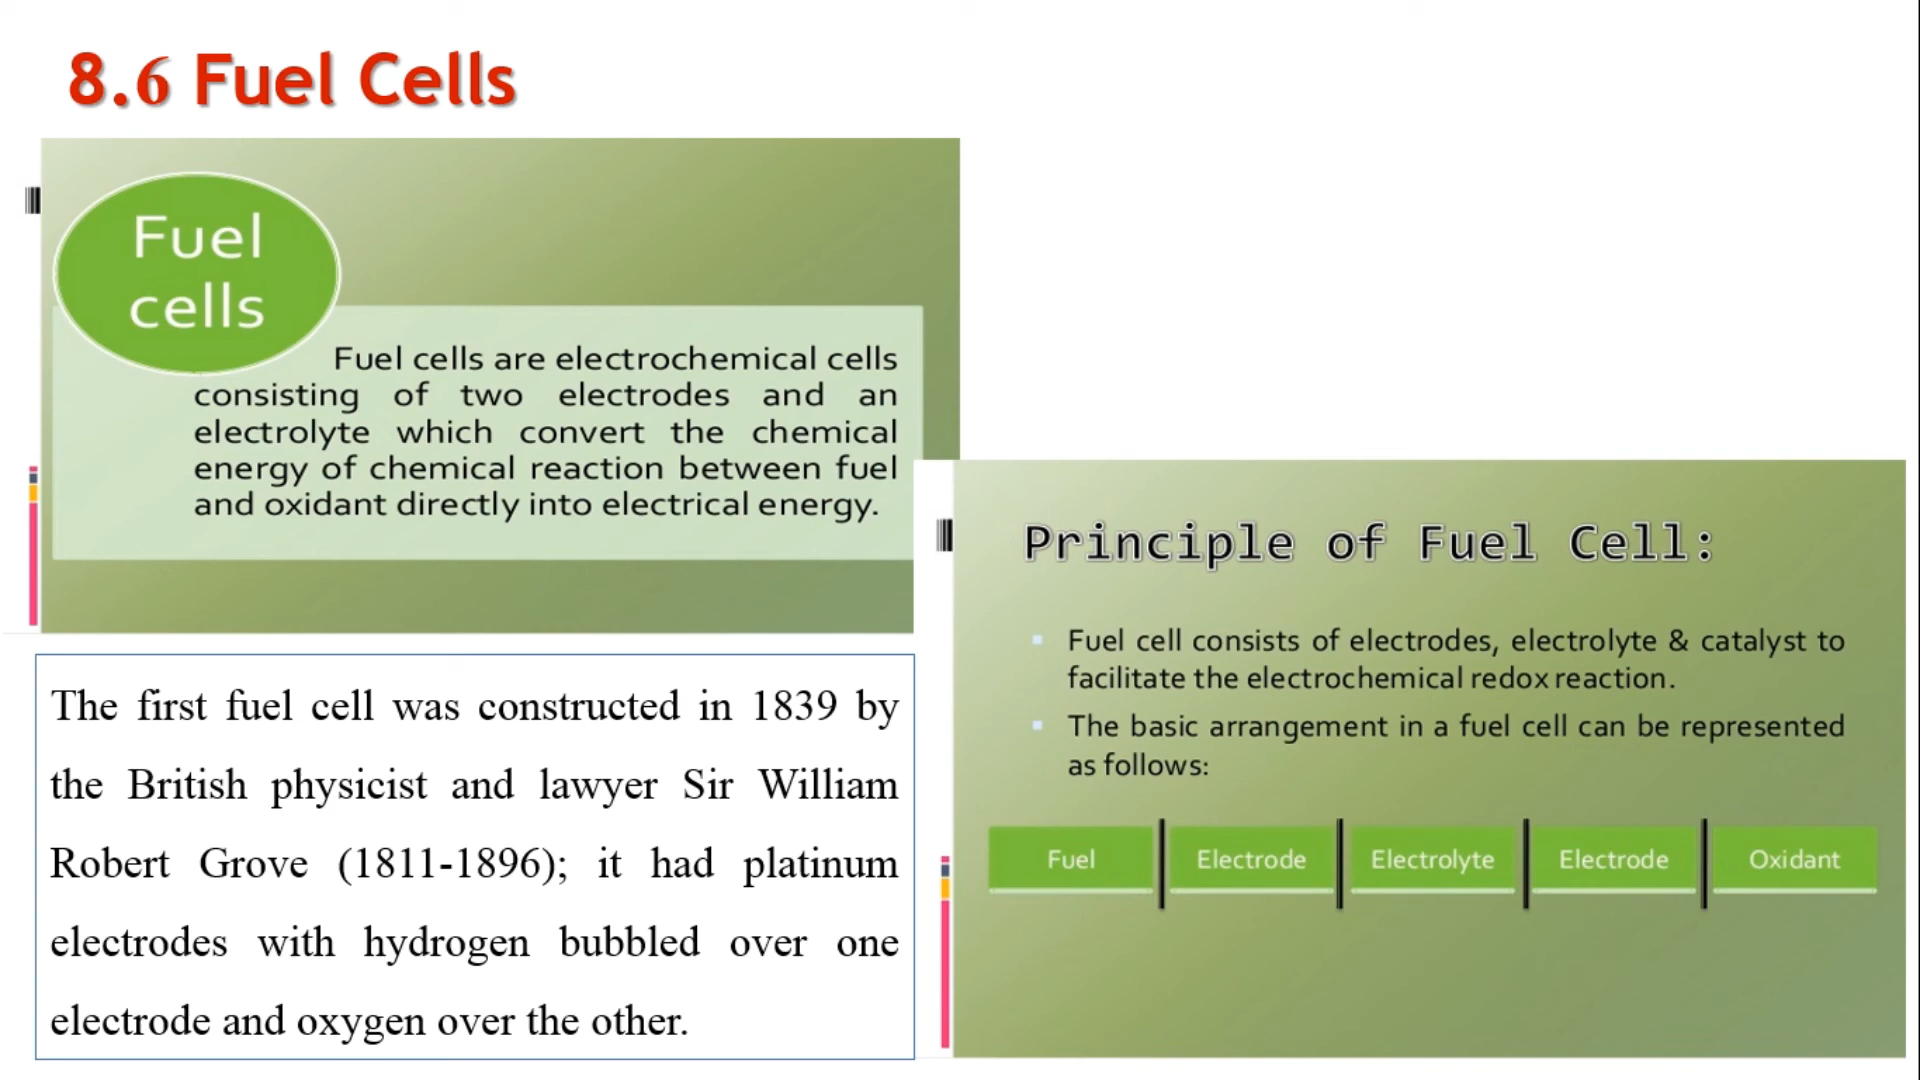 8.6 Fuel Cells
Fuel
cells
Fuel cells are electrochemical cells
consisting of two electrodes and an
electrolyte which convert the chemical
energy of chemical reaction between fuel
and oxidant directly into electrical energy.
The first fuel cell was constructed in 1839 by
the British physicist and lawyer Sir William
Robert Grove (1811-1896); it had platinum
electrodes with hydrogen bubbled over one
electrode and oxygen over the other.
Principle of Fuel Cell:
▪ Fuel cell consists of electrodes, electrolyte & catalyst to
facilitate the electrochemical redox reaction.
▪ The basic arrangement in a fuel cell can be represented
as follows:
Fuel Electrode Electrolyte Electrode Oxidant